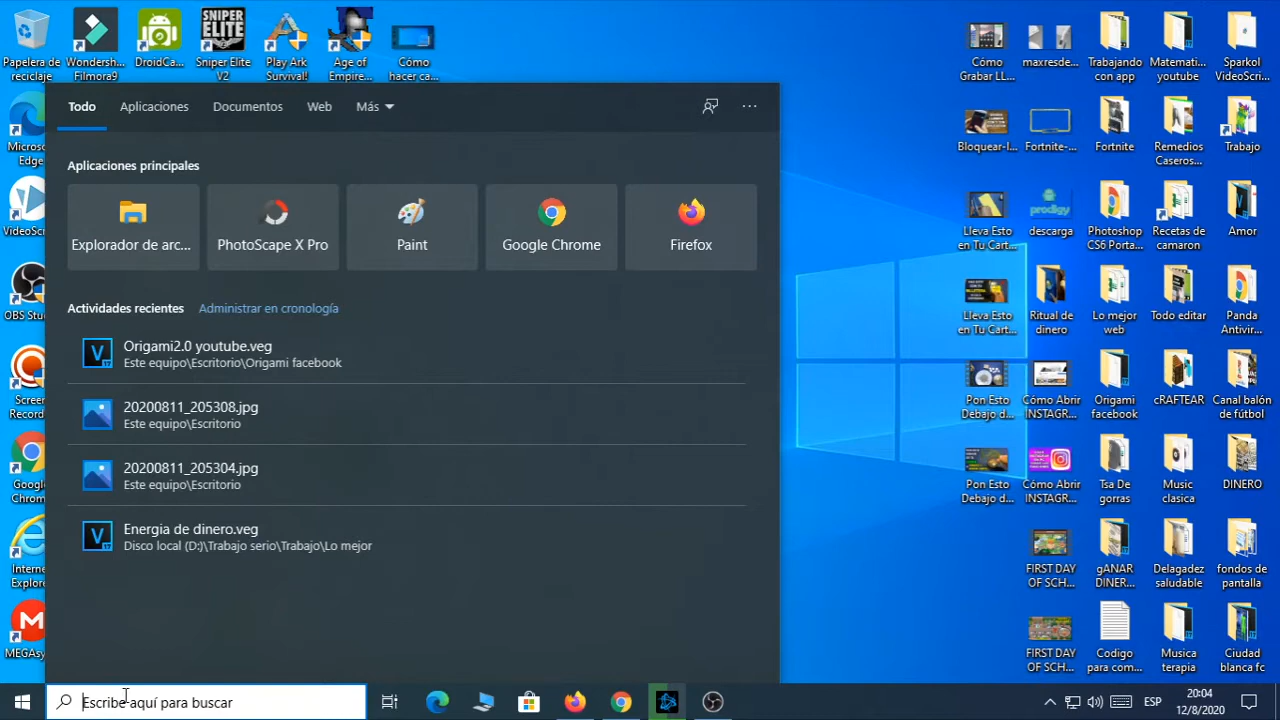 Papelera de reciclaje
Wondersh... Filmora9
DroidCa...
Sniper Elite V2
Play Ark Survival!
Age of Empire...
Cómo hacer ca...
Microso... Edge
VideoScr...
OBS Stud...
Screen Record...
Google Chrome
Internet Explore...
MEGAsy...
Todo
Aplicaciones
Documentos
Web
Más
Aplicaciones principales
Explorador de arc...
PhotoScape X Pro
Paint
Google Chrome
Firefox
Actividades recientes
Administrar en cronología
Origami2.0 youtube.veg
Este equipo\Escritorio\Origami facebook
20200811_205308.jpg
Este equipo\Escritorio
20200811_205304.jpg
Este equipo\Escritorio
Energia de dinero.veg
Disco local (D:)\Trabajo serio\Trabajo\Lo mejor
Cómo Grabar LL...
maxresde...
Trabajando con app
Matemati... youtube
Sparkol VideoScri...
Bloquear-l...
Fortnite-...
Fortnite
Remedios Caseros...
Trabajo
Lleva Esto en Tu Cart...
prodigy
descarga
Photoshop CS6 Porta...
Recetas de camaron
Amor
Lleva Esto en Tu Cart...
Ritual de dinero
Lo mejor web
Todo editar
Panda Antivir...
Pon Esto Debajo d...
Cómo Abrir INSTAGR...
Origami facebook
cRAFTEAR
Canal balón de fútbol
Pon Esto Debajo d...
Cómo Abrir INSTAGR...
Tsa De gorras
Music clasica
DINERO
FIRST DAY OF SCH...
gANAR DINER...
Delagadez saludable
fondos de pantalla
FIRST DAY OF SCH...
Codigo para com...
Musica terapia
Ciudad blanca fc
Escribe aquí para buscar
ESP
20:04
12/8/2020